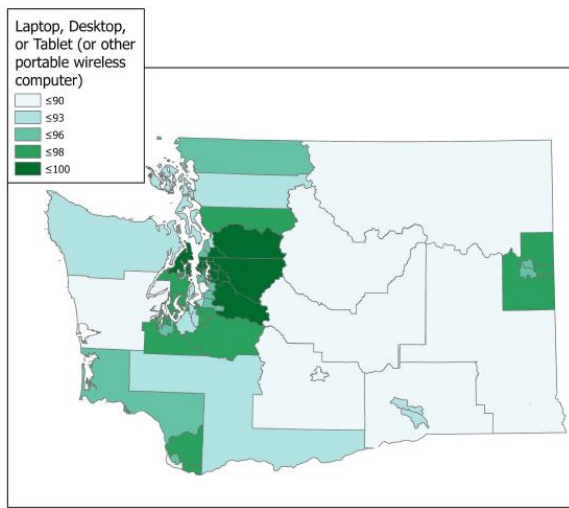 Laptop, Desktop,
or Tablet (or other
portable wireless
computer)
≤90
≤93
≤96
≤98
≤100